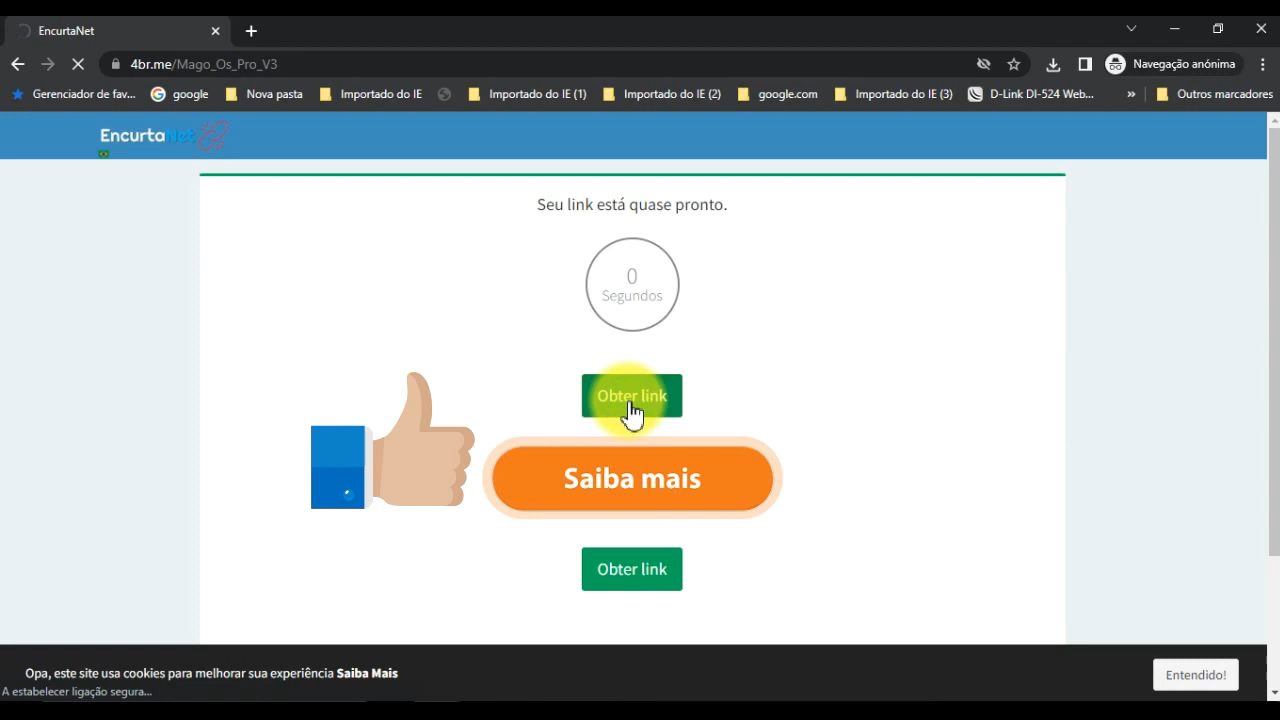 EncurtaNet
4br.me/Mago_Os_Pro_V3
Navegação anónima
Gerenciador de fav...
google
Nova pasta
Importado do IE
Importado do IE (1)
Importado do IE (2)
google.com
Importado do IE (3)
D-Link DI-524 Web...
»
Outros marcadores
EncurtaNet
Seu link está quase pronto.
0
Segundos
Obter link
Saiba mais
Obter link
Opa, este site usa cookies para melhorar sua experiência Saiba Mais
Entendido!
A estabelecer ligação segura...